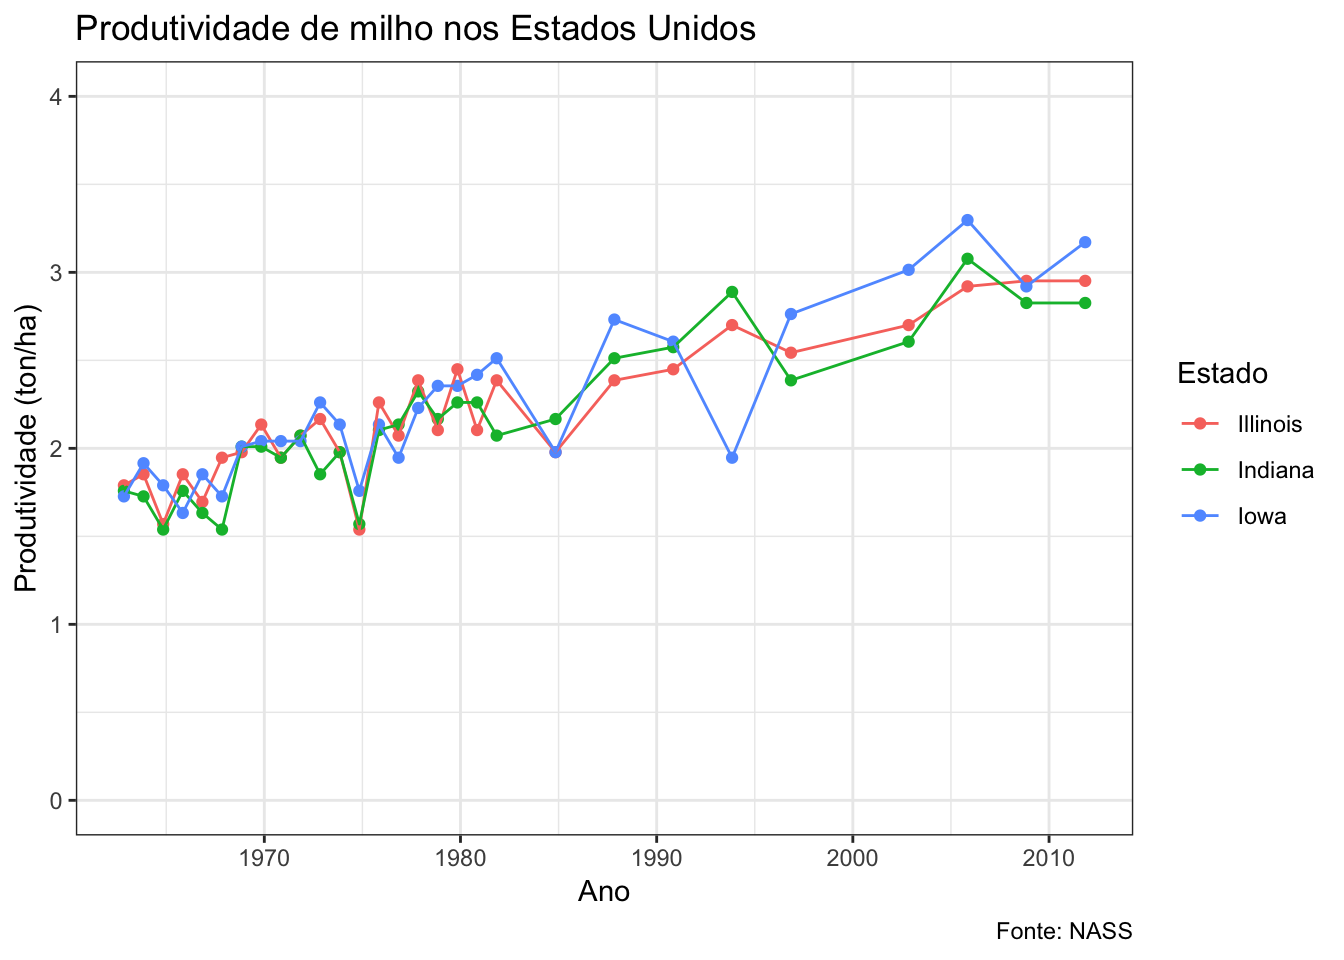 Produtividade de milho nos Estados Unidos
4
3
2
1
0
Produtividade (ton/ha)
1970 1980 1990 2000 2010
Ano
Estado
Illinois
Indiana
Iowa
Fonte: NASS